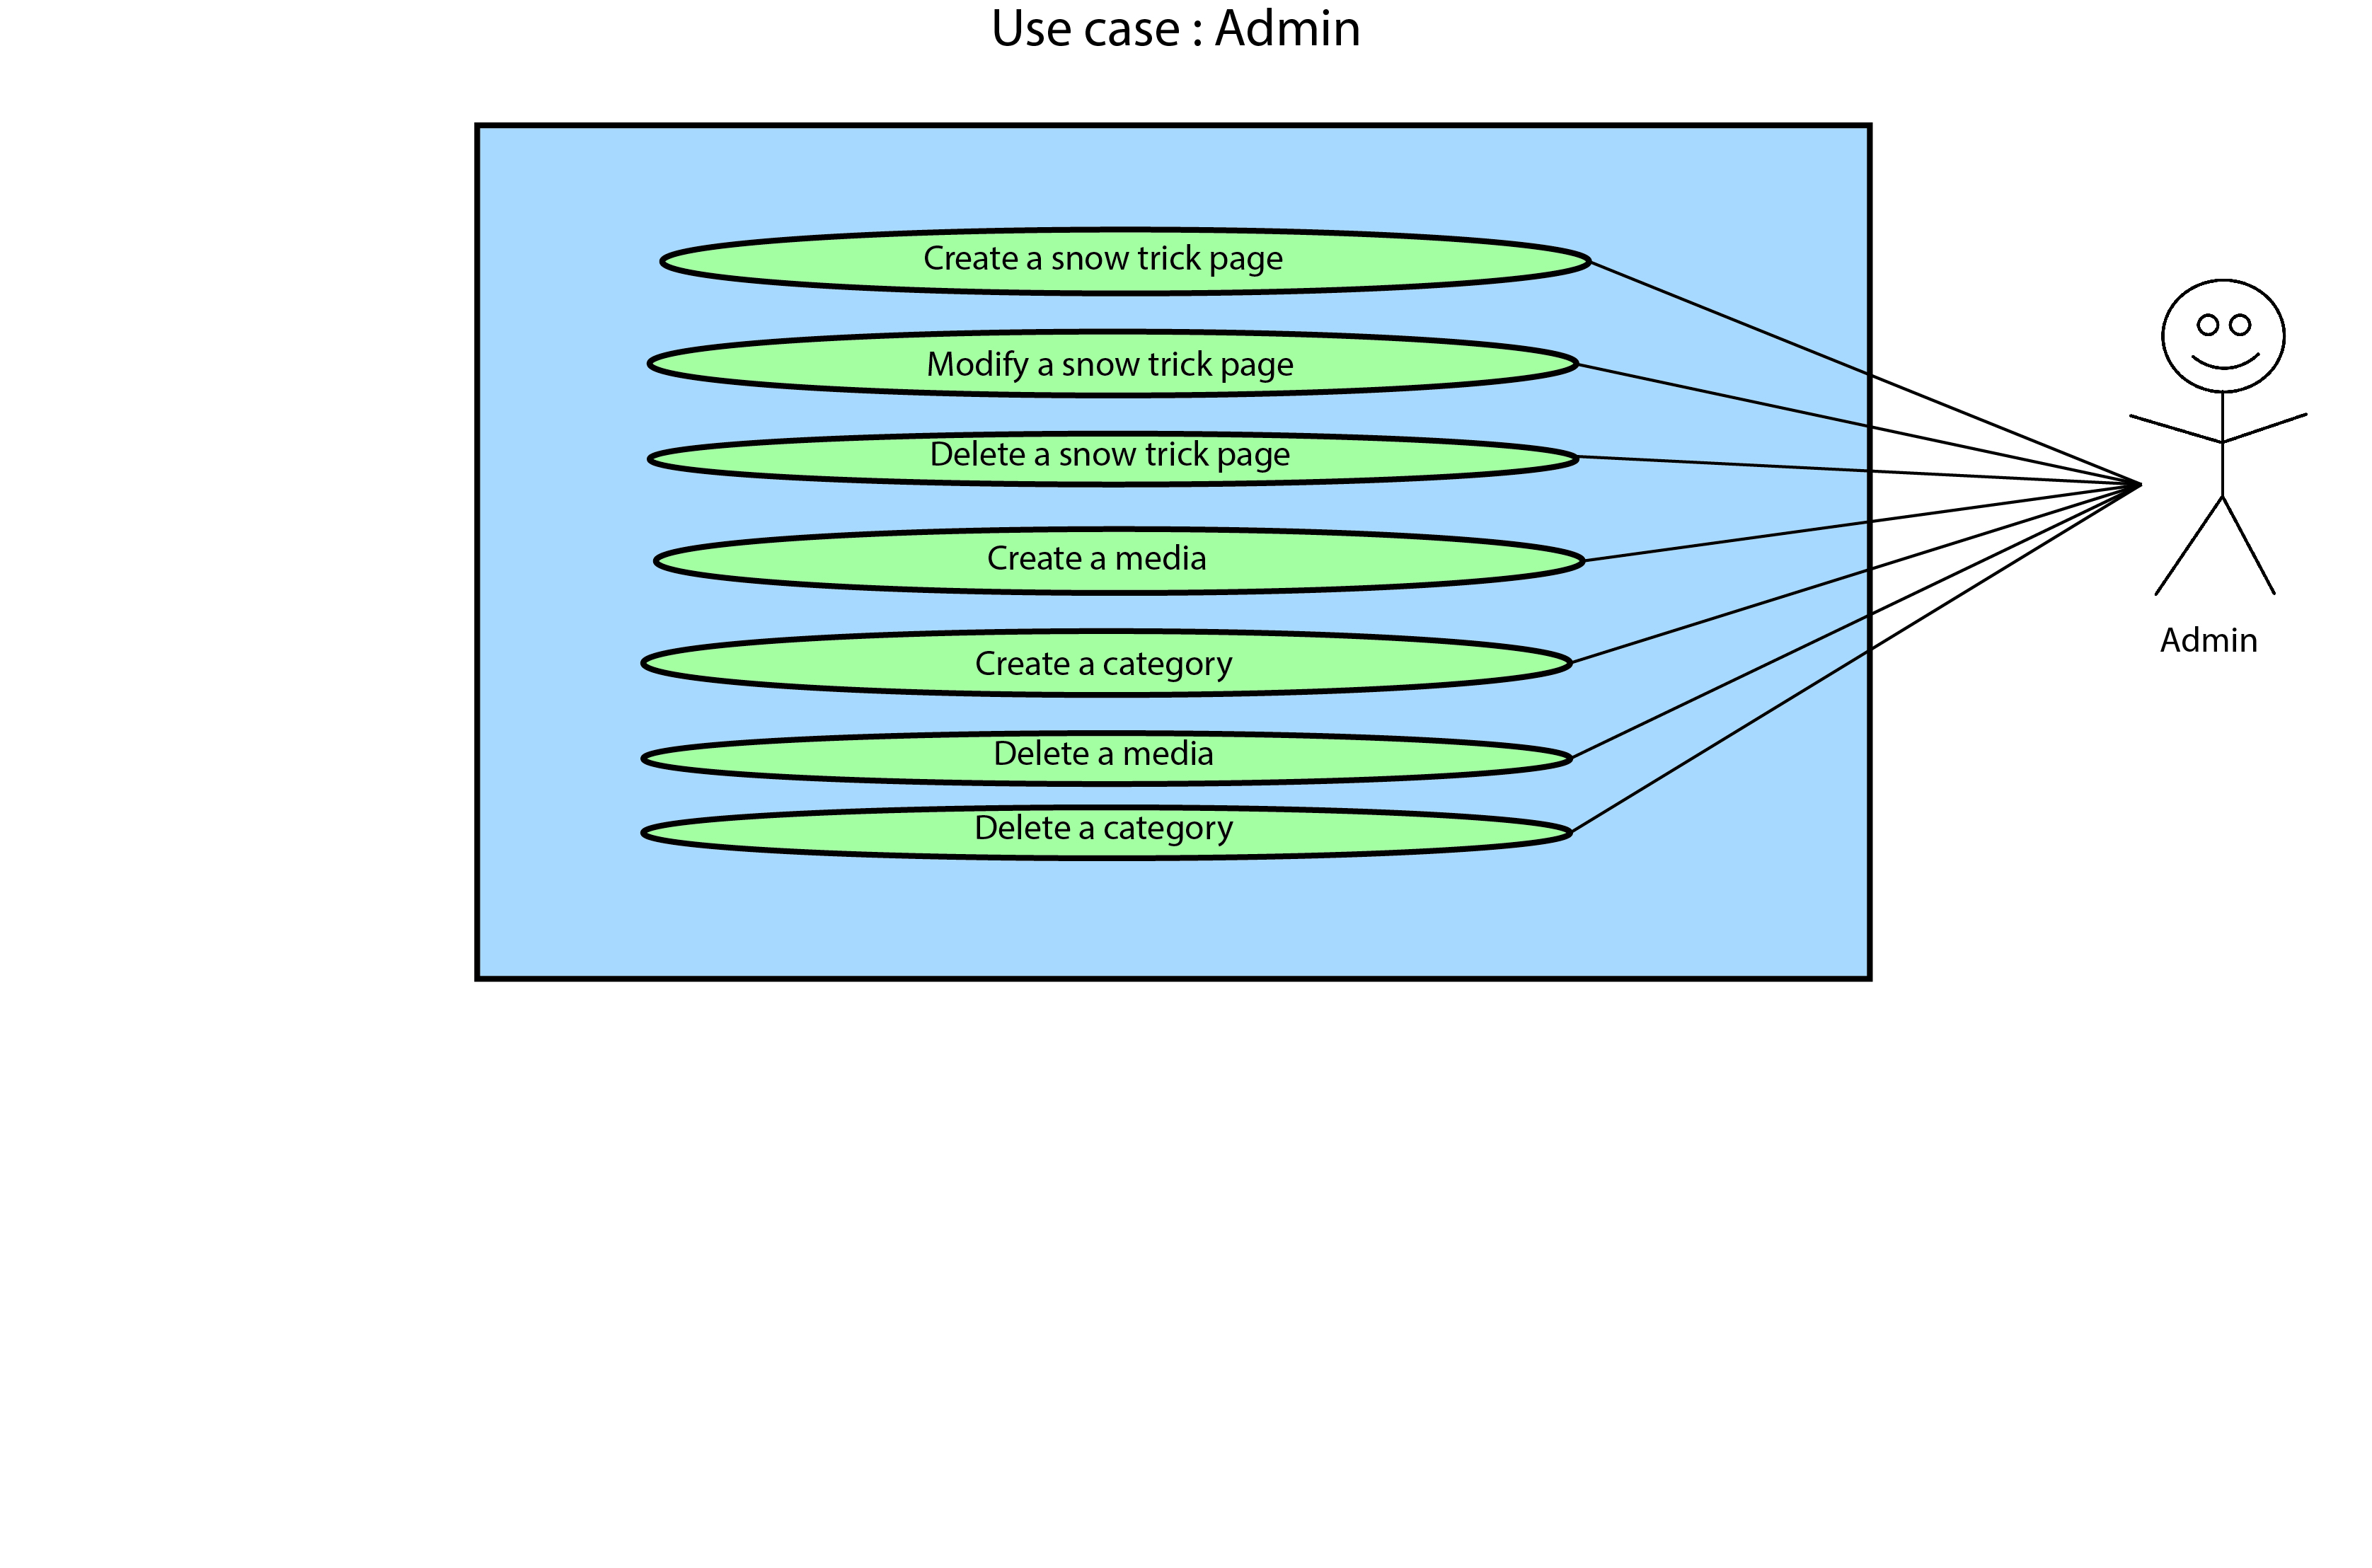 Use case : Admin
Create a snow trick page
Modify a snow trick page
Delete a snow trick page
Create a media
Create a category
Delete a media
Delete a category
Admin